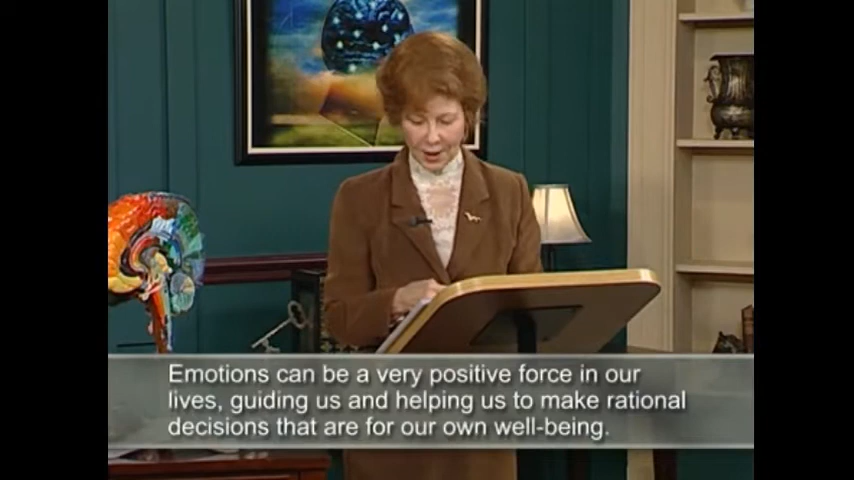 Emotions can be a very positive force in our
lives, guiding us and helping us to make rational
decisions that are for our own well-being.